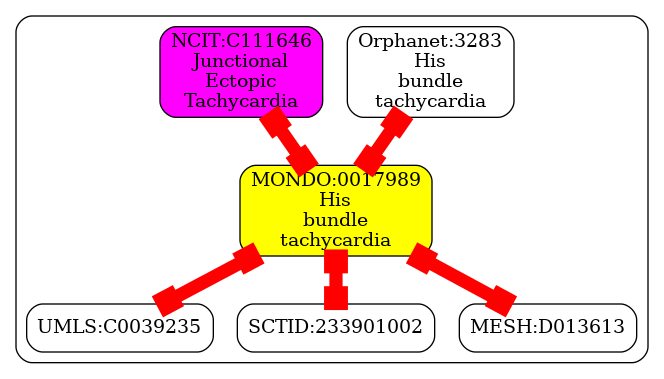 NCIT:C111646
Junctional
Ectopic
Tachycardia
Orphanet:3283
His
bundle
tachycardia
MONDO:0017989
His
bundle
tachycardia
UMLS:C0039235
SCTID:233901002
MESH:D013613